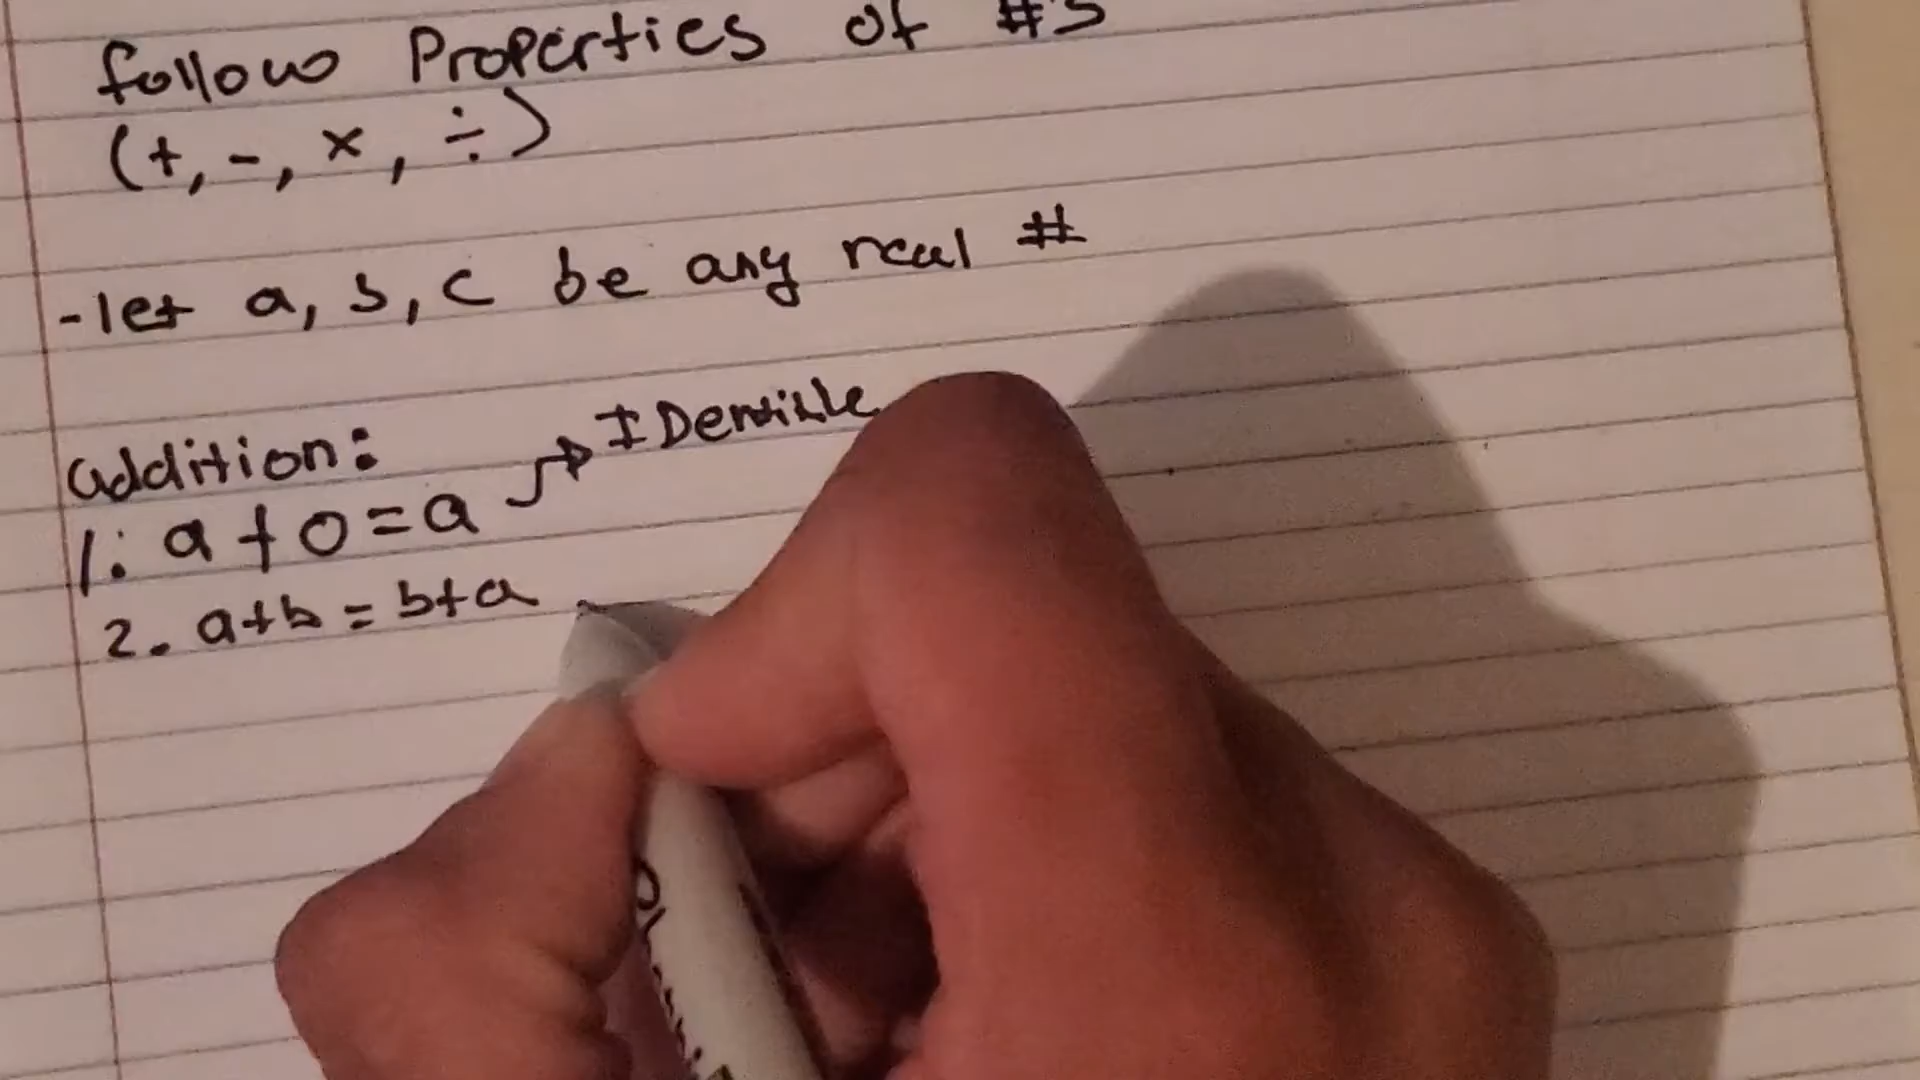 follow Properties of #s
(+, -, ×, ÷)
-let a, b, c be any real #
addition:
1. a + 0 = a
2. a+b = b+a